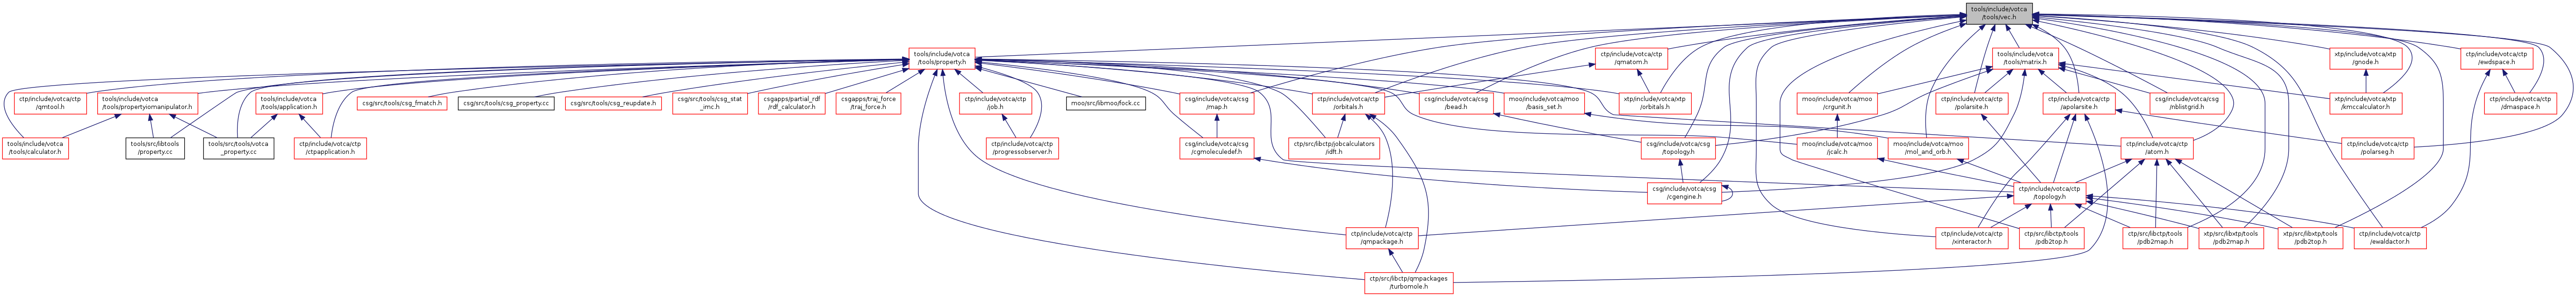 tools/include/votca
/tools/vec.h
tools/include/votca
/tools/property.h
ctp/include/votca/ctp
/qmatom.h
tools/include/votca
/tools/matrix.h
xtp/include/votca/xtp
/gnode.h
ctp/include/votca/ctp
/ewdspace.h
ctp/include/votca/ctp
/qmtool.h
tools/include/votca
/tools/propertyiomanipulator.h
tools/include/votca
/tools/application.h
csg/src/tools/csg_fmatch.h
csg/src/tools/csg_property.cc
csg/src/tools/csg_reupdate.h
csg/src/tools/csg_stat
_imc.h
csgapps/partial_rdf
/rdf_calculator.h
csgapps/traj_force
/traj_force.h
ctp/include/votca/ctp
/job.h
moo/src/libmoo/fock.cc
csg/include/votca/csg
/map.h
ctp/include/votca/ctp
/orbitals.h
csg/include/votca/csg
/bead.h
moo/include/votca/moo
/basis_set.h
xtp/include/votca/xtp
/orbitals.h
moo/include/votca/moo
/crgunit.h
ctp/include/votca/ctp
/polarsite.h
ctp/include/votca/ctp
/apolarsite.h
csg/include/votca/csg
/nblistgrid.h
xtp/include/votca/xtp
/kmccalculator.h
ctp/include/votca/ctp
/dmaspace.h
tools/include/votca
/tools/calculator.h
tools/src/libtools
/property.cc
tools/src/tools/votca
_property.cc
ctp/include/votca/ctp
/ctpapplication.h
ctp/include/votca/ctp
/progressobserver.h
csg/include/votca/csg
/cgmoleculedef.h
ctp/src/libctp/jobcalculators
/idft.h
csg/include/votca/csg
/topology.h
moo/include/votca/moo
/jcalc.h
moo/include/votca/moo
/mol_and_orb.h
ctp/include/votca/ctp
/atom.h
ctp/include/votca/ctp
/polarseg.h
csg/include/votca/csg
/cgengine.h
ctp/include/votca/ctp
/topology.h
ctp/include/votca/ctp
/qmpackage.h
ctp/include/votca/ctp
/xinteractor.h
ctp/src/libctp/tools
/pdb2top.h
ctp/src/libctp/tools
/pdb2map.h
xtp/src/libxtp/tools
/pdb2map.h
xtp/src/libxtp/tools
/pdb2top.h
ctp/include/votca/ctp
/ewaldactor.h
ctp/src/libctp/qmpackages
/turbomole.h